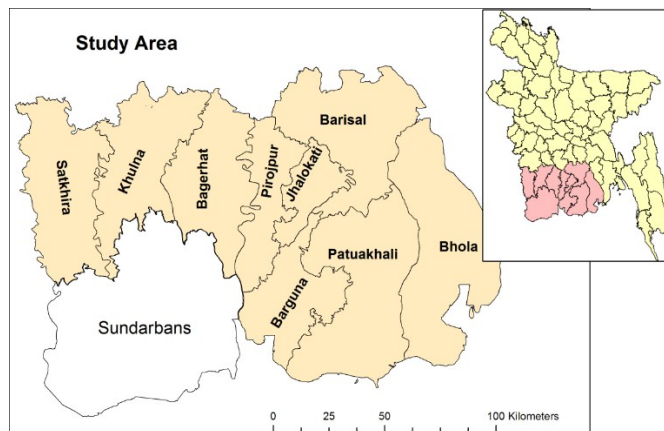 Study Area
Barisal
Satkhira
Khulna
Bagerhat
Pirojpur
Jhalokati
Patuakhali
Bhola
Barguna
Sundarbans
0 25 50 100 Kilometers